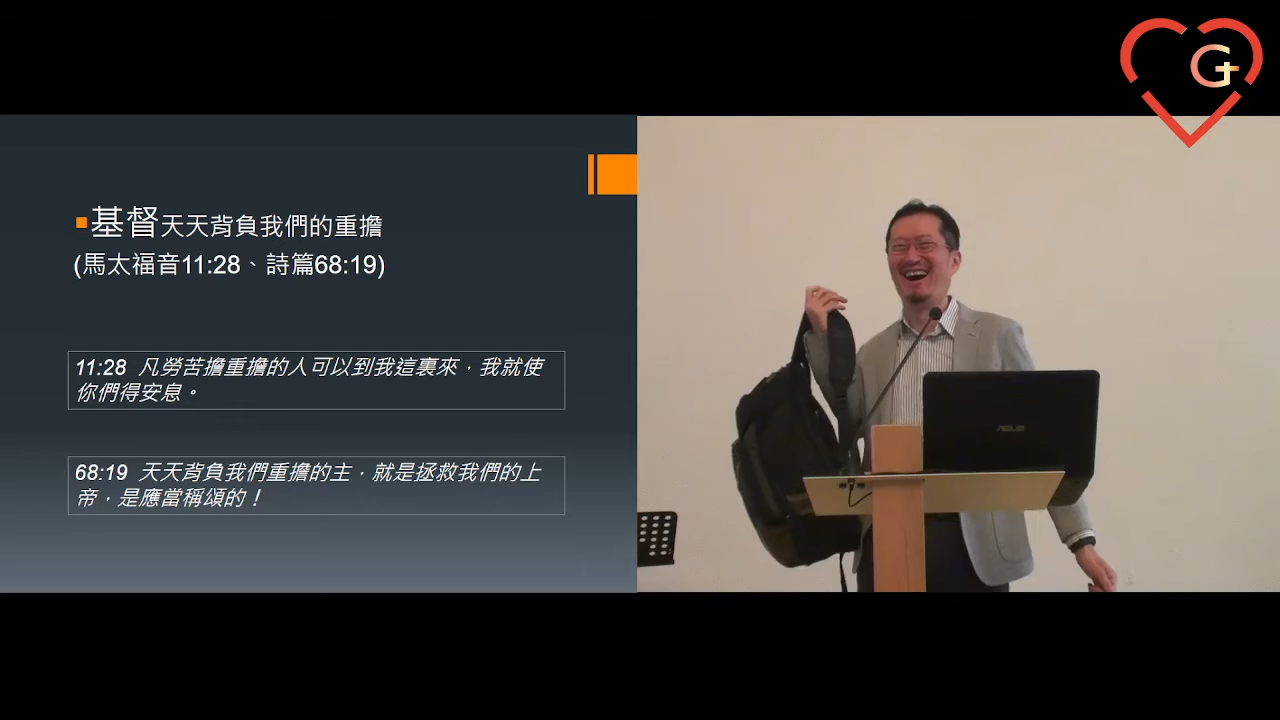 基督天天背負我們的重擔
(馬太福音11:28、詩篇68:19)
11:28 凡勞苦擔重擔的人可以到我這裏來，我就使
你們得安息。
68:19 天天背負我們重擔的主，就是拯救我們的上
帝，是應當稱頌的！
G
ASUS